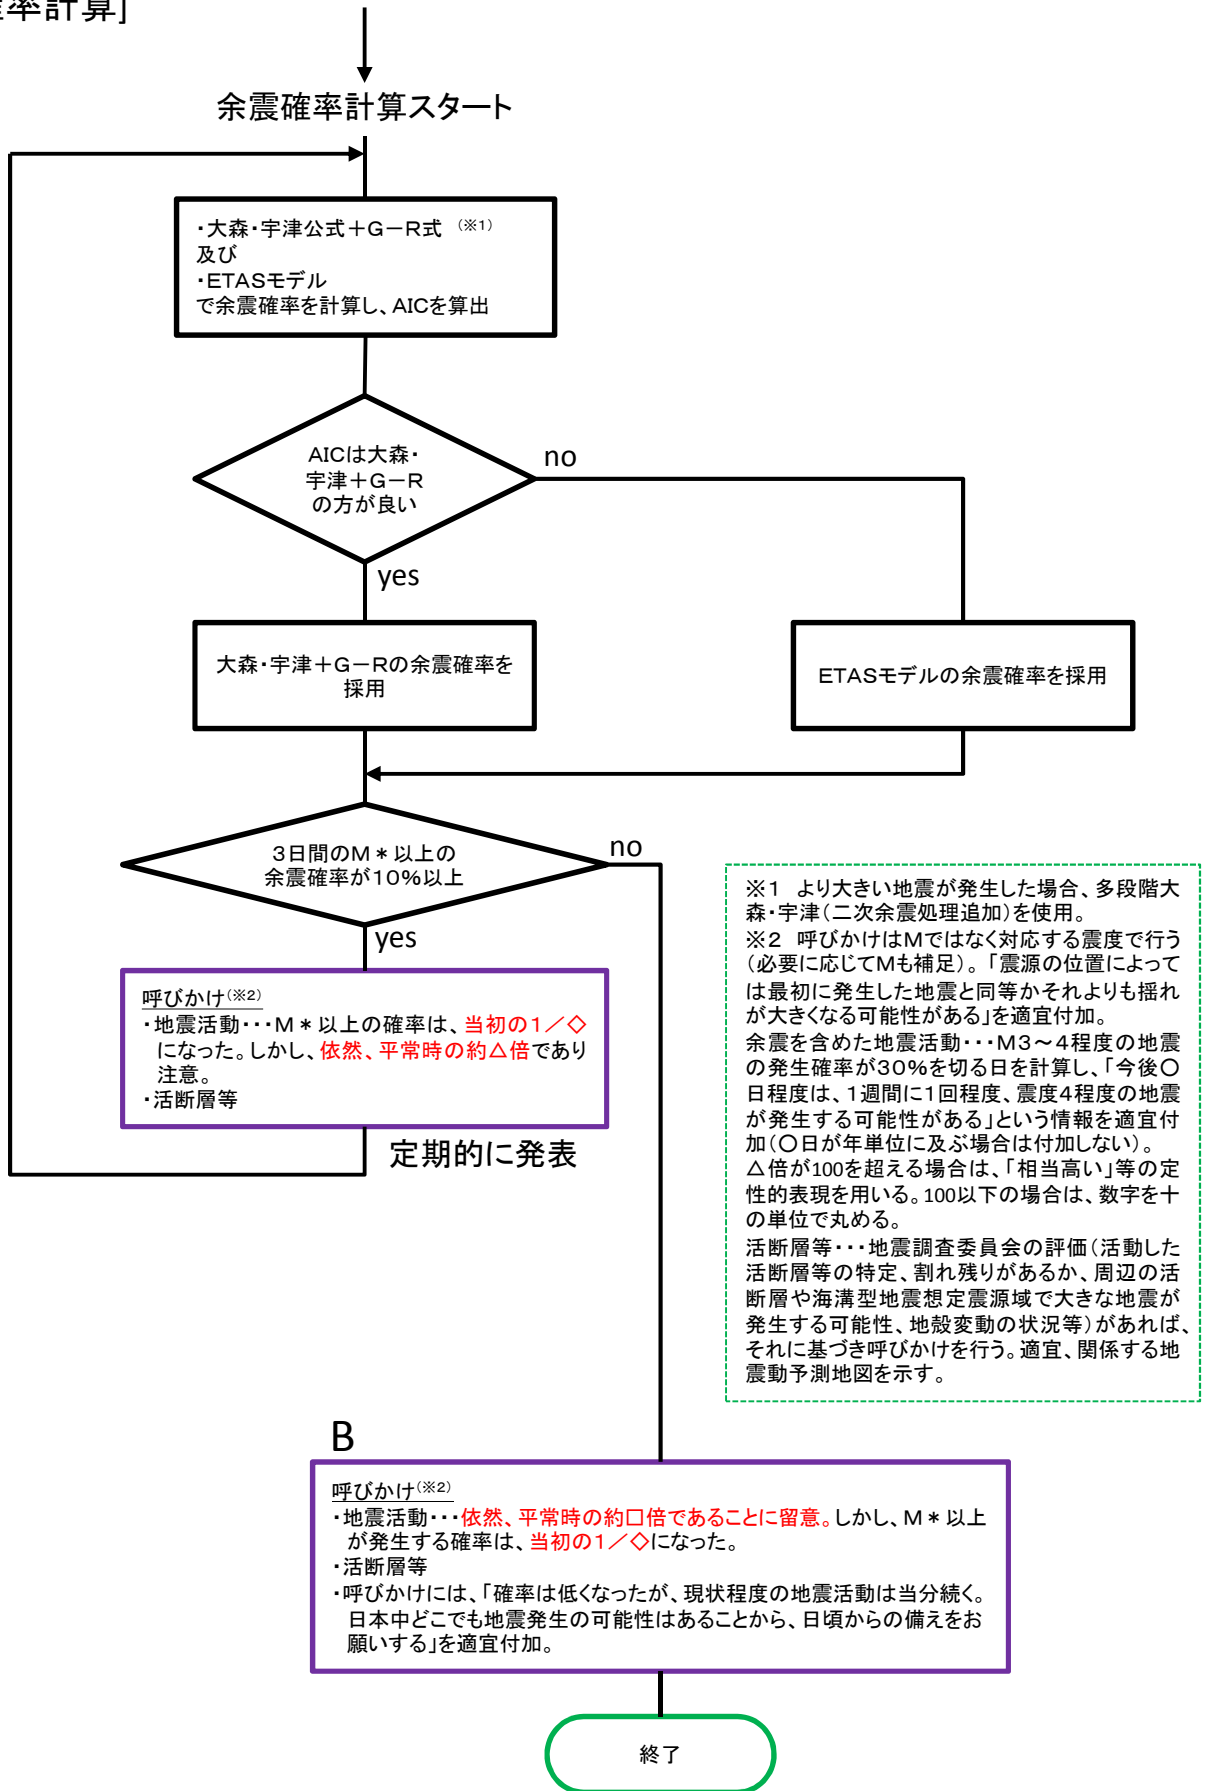 率計算]
余震確率計算スタート
・大森・宇津公式＋G－R式 (※1)
及び
・ETASモデル
で余震確率を計算し、AICを算出
AICは大森・
宇津＋G－R
の方が良い
no
yes
大森・宇津＋G－Rの余震確率を
採用
ETASモデルの余震確率を採用
3日間のM＊以上の
余震確率が10%以上
no
yes
呼びかけ(※2)
・地震活動・・・M＊以上の確率は、当初の1／◇
になった。しかし、依然、平常時の約△倍であり
注意。
・活断層等
定期的に発表
※1 より大きい地震が発生した場合、多段階大
森・宇津(二次余震処理追加)を使用。
※2 呼びかけはMではなく対応する震度で行う
(必要に応じてMも補足)。「震源の位置によって
は最初に発生した地震と同等かそれよりも揺れ
が大きくなる可能性がある」を適宜付加。
余震を含めた地震活動・・・M3～4程度の地震
の発生確率が30%を切る日を計算し、「今後〇
日程度は、1週間に1回程度、震度4程度の地震
が発生する可能性がある」という情報を適宜付
加(〇日が年単位に及ぶ場合は付加しない)。
△倍が100を超える場合は、「相当高い」等の定
性的表現を用いる。100以下の場合は、数字を十
の単位で丸める。
活断層等・・・地震調査委員会の評価(活動した
活断層等の特定、割れ残りがあるか、周辺の活
断層や海溝型地震想定震源域で大きな地震が
発生する可能性、地殻変動の状況等)があれば、
それに基づき呼びかけを行う。適宜、関係する地
震動予測地図を示す。
B
呼びかけ(※2)
・地震活動・・・依然、平常時の約□倍であることに留意。しかし、M＊以上
が発生する確率は、当初の1／◇になった。
・活断層等
・呼びかけには、「確率は低くなったが、現状程度の地震活動は当分続く。
日本中どこでも地震発生の可能性はあることから、日頃からの備えをお
願いする」を適宜付加。
終了